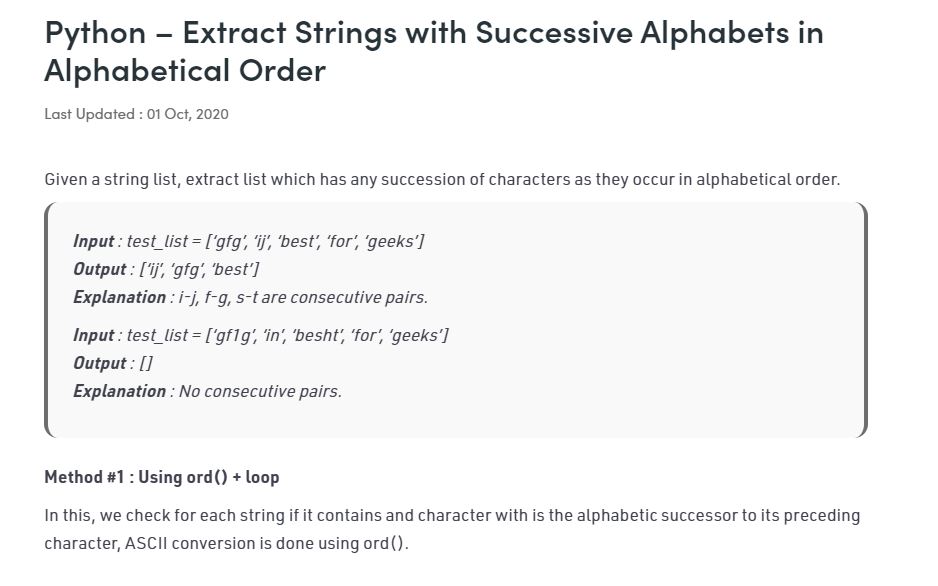 Python – Extract Strings with Successive Alphabets in
Alphabetical Order
Last Updated : 01 Oct, 2020
Given a string list, extract list which has any succession of characters as they occur in alphabetical order.
Input : test_list = [‘gfg’, ‘ij’, ‘best’, ‘for’, ‘geeks’]
Output : [‘ij’, ‘gfg’, ‘best’]
Explanation : i-j, f-g, s-t are consecutive pairs.
Input : test_list = [‘gf1g’, ‘in’, ‘besht’, ‘for’, ‘geeks’]
Output : []
Explanation : No consecutive pairs.
Method #1 : Using ord() + loop
In this, we check for each string if it contains and character with is the alphabetic successor to its preceding
character, ASCII conversion is done using ord().